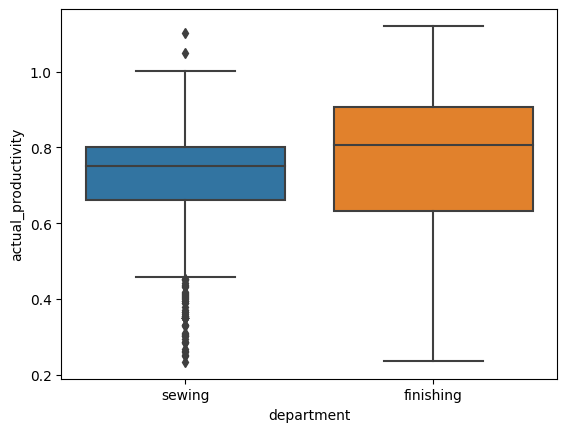 actual_productivity
1.0
0.8
0.6
0.4
0.2
sewing
finishing
department